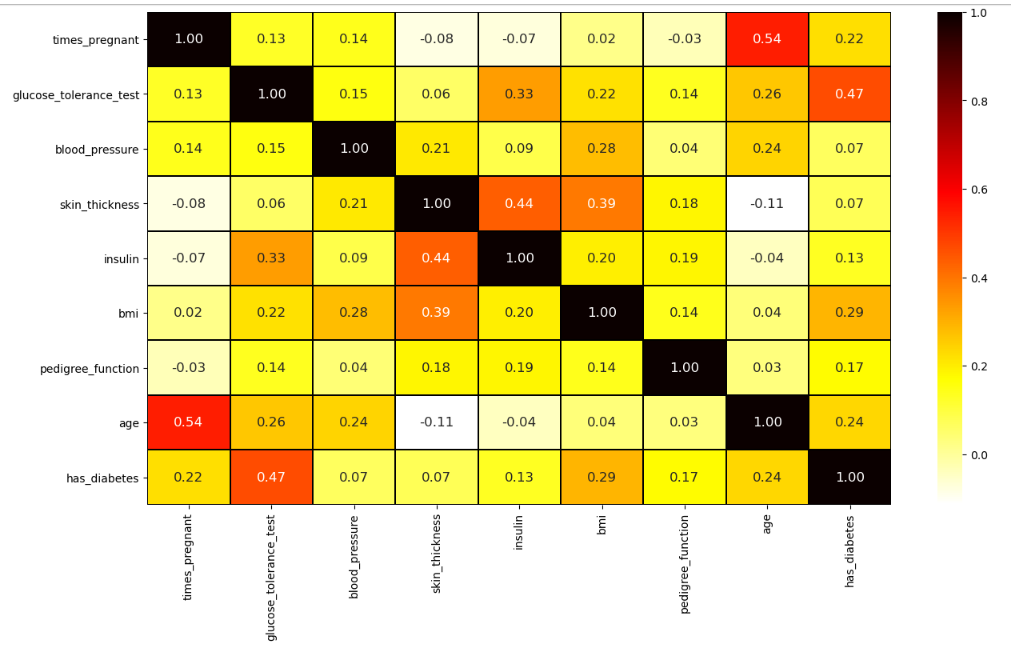 times_pregnant 1.00 0.13 0.14 -0.08 -0.07 0.02 -0.03 0.54 0.22
glucose_tolerance_test 0.13 1.00 0.15 0.06 0.33 0.22 0.14 0.26 0.47
blood_pressure 0.14 0.15 1.00 0.21 0.09 0.28 0.04 0.24 0.07
skin_thickness -0.08 0.06 0.21 1.00 0.44 0.39 0.18 -0.11 0.07
insulin -0.07 0.33 0.09 0.44 1.00 0.20 0.19 -0.04 0.13
bmi 0.02 0.22 0.28 0.39 0.20 1.00 0.14 0.04 0.29
pedigree_function -0.03 0.14 0.04 0.18 0.19 0.14 1.00 0.03 0.17
age 0.54 0.26 0.24 -0.11 -0.04 0.04 0.03 1.00 0.24
has_diabetes 0.22 0.47 0.07 0.07 0.13 0.29 0.17 0.24 1.00
times_pregnant
glucose_tolerance_test
blood_pressure
skin_thickness
insulin
bmi
pedigree_function
age
has_diabetes
1.0
0.8
0.6
0.4
0.2
0.0